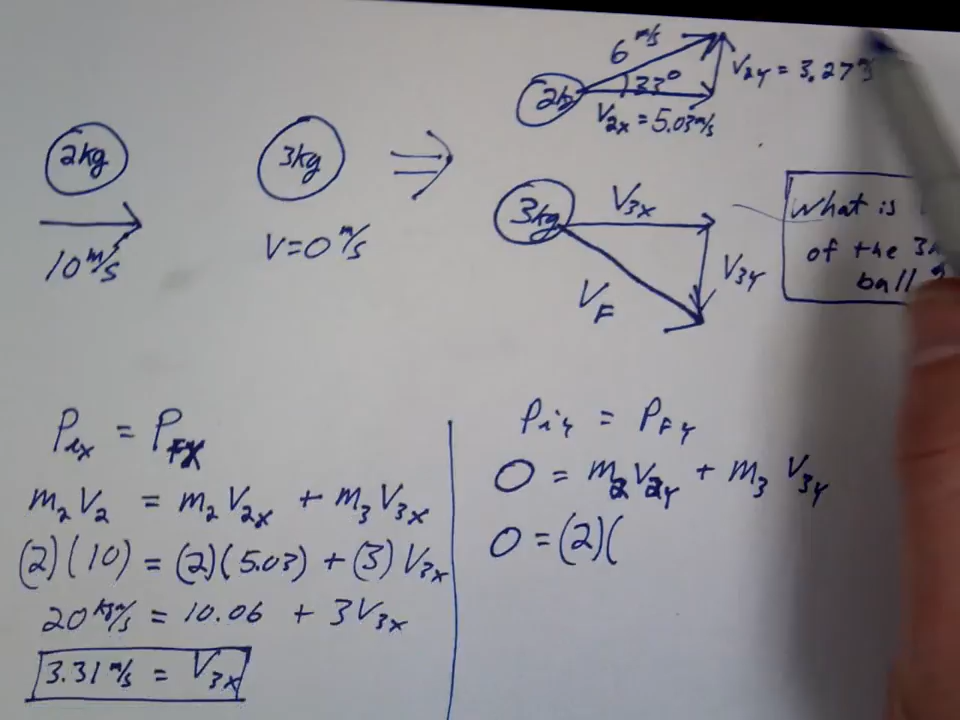 6 m/s
2kg
33°
V2y = 3.27 m/s
V2x = 5.03 m/s
2kg
3kg
10 m/s
V=0 m/s
3kg
V3x
V3y
VF
What is
of the 3k
ball
Pix = PFX
m2V2 = m2V2x + m3V3x
(2)(10) = (2)(5.03) + (3)V3x
20 kgm/s = 10.06 + 3V3x
3.31 m/s = V3x
Piy = PFy
0 = m2V2y + m3 V3y
0 = (2)(